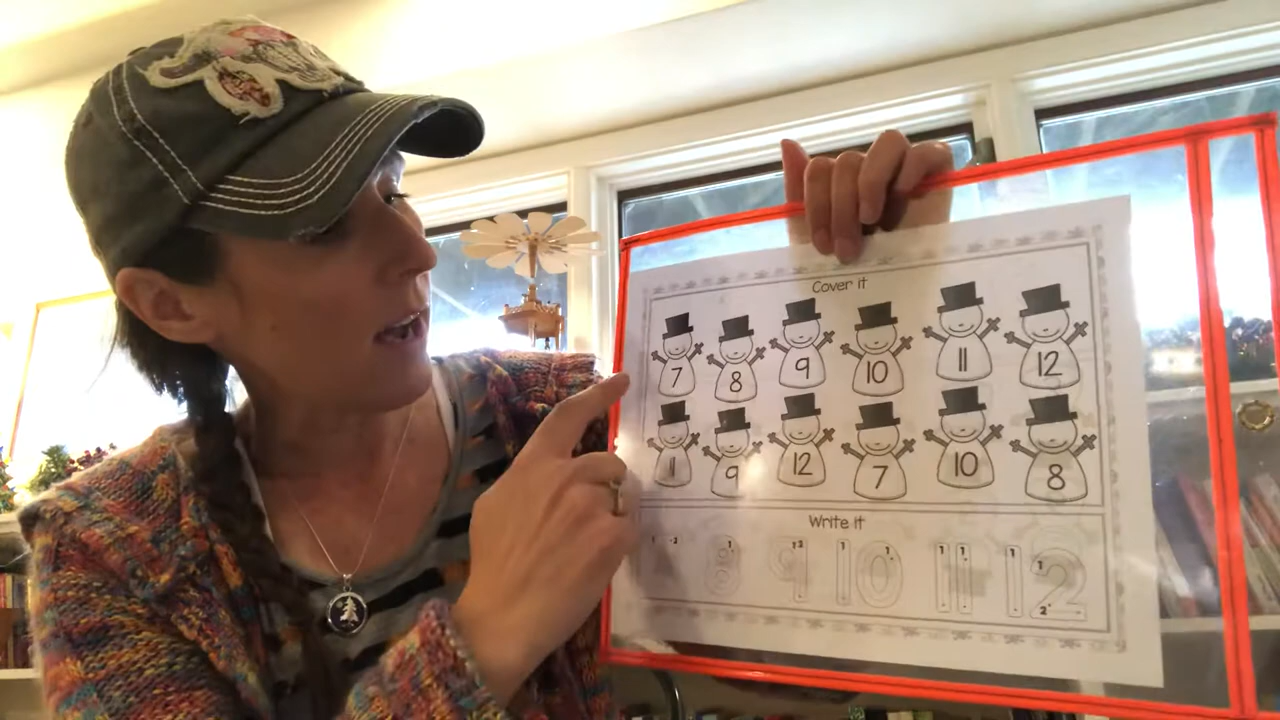 Cover it
7 8 9 10 11 12
11 9 12 7 10 8
Write it
8 9 10 11 12